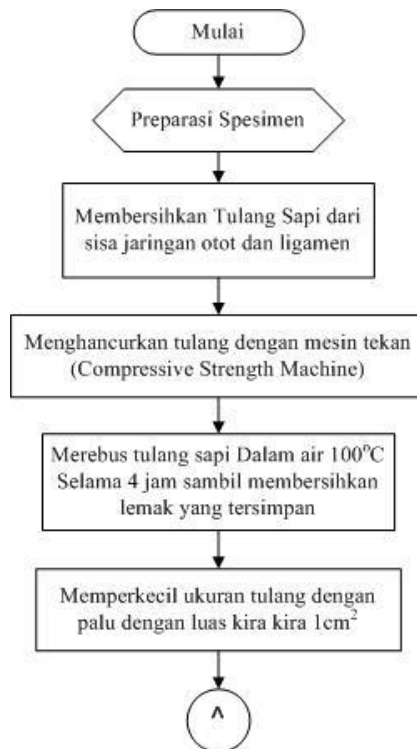 Mulai
Preparasi Spesimen
Membersihkan Tulang Sapi dari
sisa jaringan otot dan ligamen
Menghancurkan tulang dengan mesin tekan
(Compressive Strength Machine)
Merebus tulang sapi Dalam air 100°C
Selama 4 jam sambil membersihkan
lemak yang tersimpan
Memperkecil ukuran tulang dengan
palu dengan luas kira kira 1cm²
^